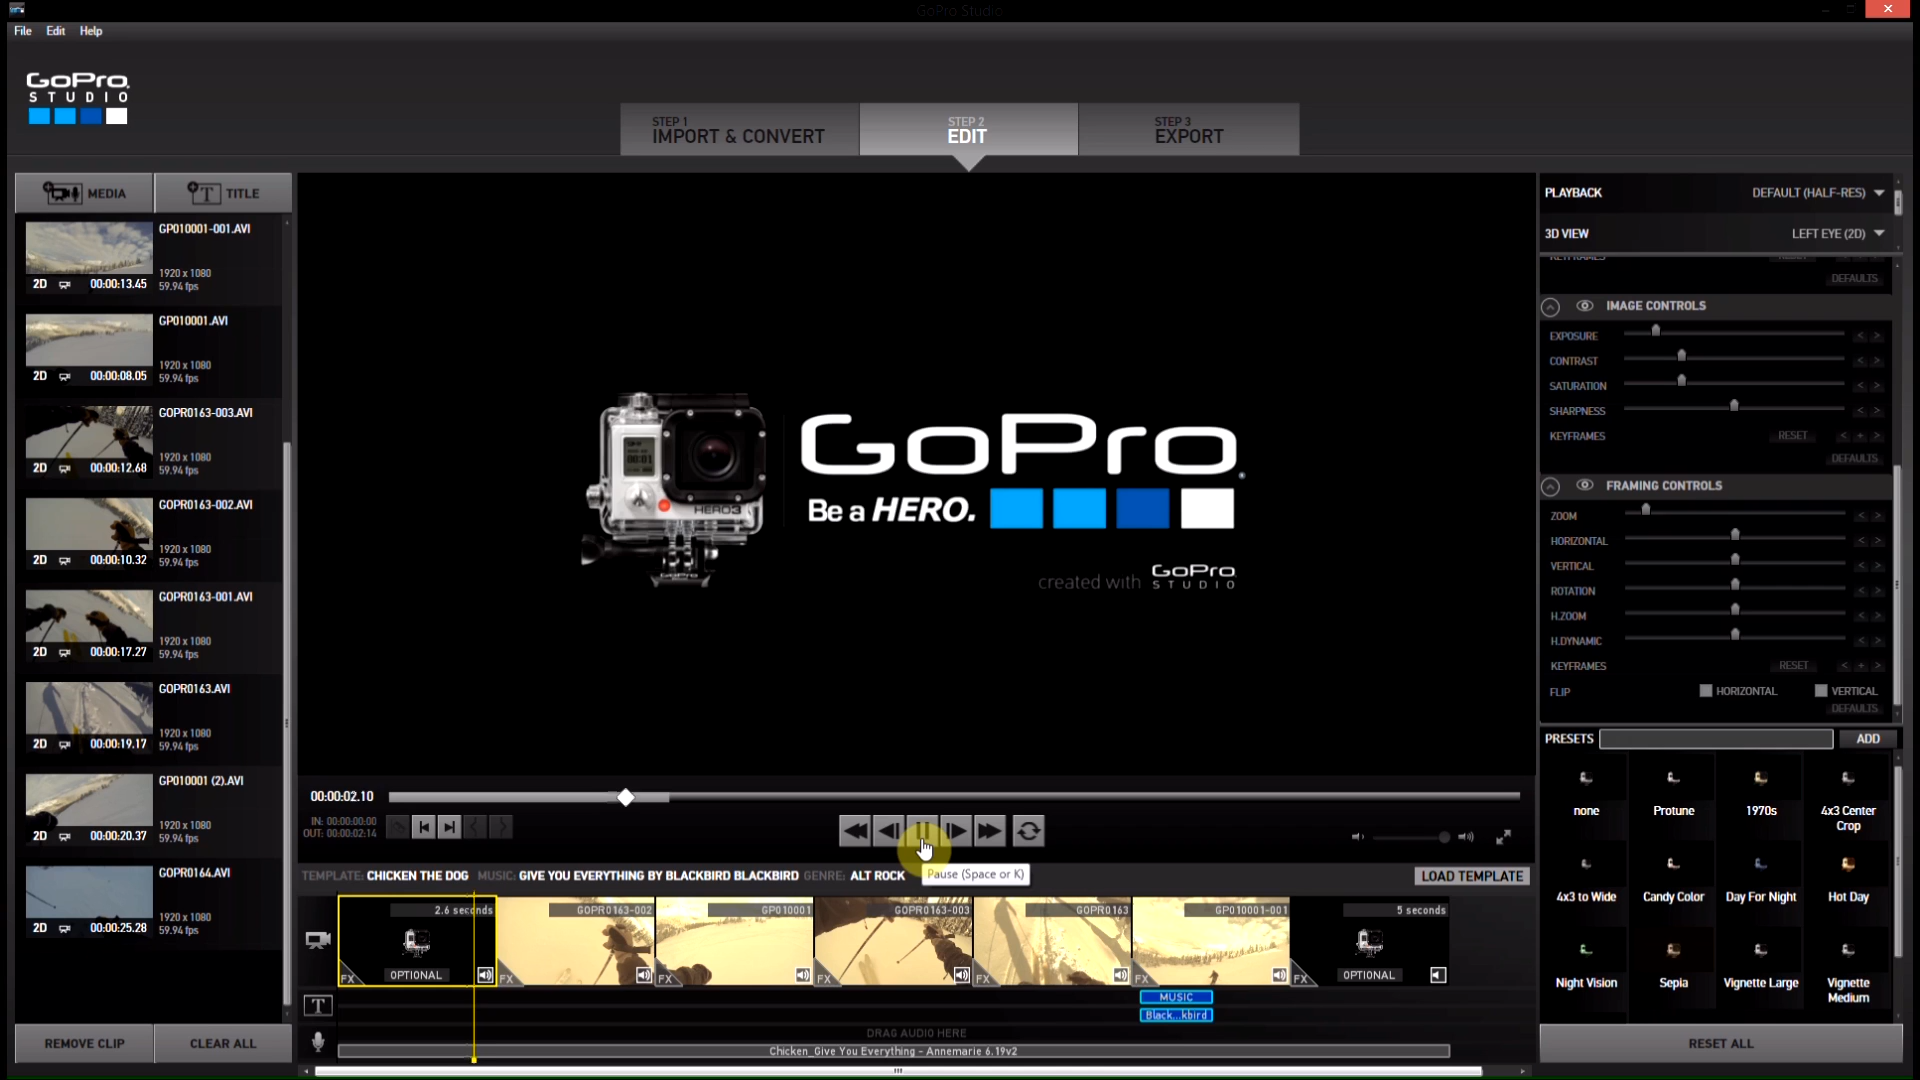 GoPro Studio
File Edit Help
GoPro
STUDIO
STEP 1
IMPORT & CONVERT
STEP 2
EDIT
STEP 3
EXPORT
MEDIA
TITLE
GP010001-001.AVI
1920 x 1080
2D 00:00:13.45 59.94 fps
GP010001.AVI
1920 x 1080
2D 00:00:08.05 59.94 fps
GOPR0163-003.AVI
1920 x 1080
2D 00:00:12.68 59.94 fps
GOPR0163-002.AVI
1920 x 1080
2D 00:00:10.32 59.94 fps
GOPR0163-001.AVI
1920 x 1080
2D 00:00:17.27 59.94 fps
GOPR0163.AVI
1920 x 1080
2D 00:00:19.17 59.94 fps
GP010001 (2).AVI
1920 x 1080
2D 00:00:20.37 59.94 fps
GOPR0164.AVI
1920 x 1080
2D 00:00:25.28 59.94 fps
REMOVE CLIP
CLEAR ALL
GoPro
Be a HERO.
HERO3
created with GoPro
STUDIO
00:00:02.10
IN: 00:00:00:00
OUT: 00:00:02:14
Pause (Space or K)
TEMPLATE: CHICKEN THE DOG MUSIC: GIVE YOU EVERYTHING BY BLACKBIRD BLACKBIRD GENRE: ALT ROCK
LOAD TEMPLATE
2.6 seconds GOPR0163-002 GP010001 GOPR0163-003 GOPR0163 GP010001-001 5 seconds
FX OPTIONAL FX FX FX FX FX FX OPTIONAL
T
MUSIC
Black...kbird
DRAG AUDIO HERE
Chicken_Give You Everything - Annemarie 6.19v2
PLAYBACK DEFAULT (HALF-RES)
3D VIEW LEFT EYE (2D)
KEYFRAMES RESET
DEFAULTS
IMAGE CONTROLS
EXPOSURE
CONTRAST
SATURATION
SHARPNESS
KEYFRAMES RESET < + >
DEFAULTS
FRAMING CONTROLS
ZOOM
HORIZONTAL
VERTICAL
ROTATION
H.ZOOM
H.DYNAMIC
KEYFRAMES RESET < + >
FLIP HORIZONTAL VERTICAL
DEFAULTS
PRESETS ADD
none Protune 1970s 4x3 Center
Crop
4x3 to Wide Candy Color Day For Night Hot Day
Night Vision Sepia Vignette Large Vignette
Medium
RESET ALL